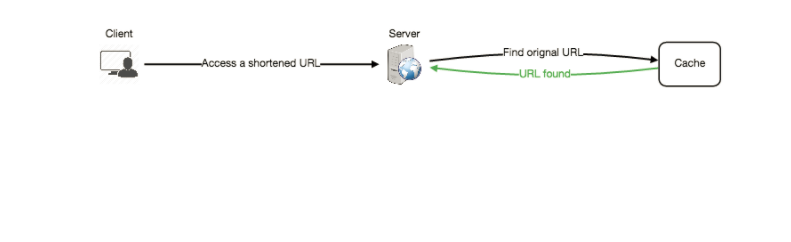 Client
Server
Access a shortened URL
Find orignal URL
URL found
Cache